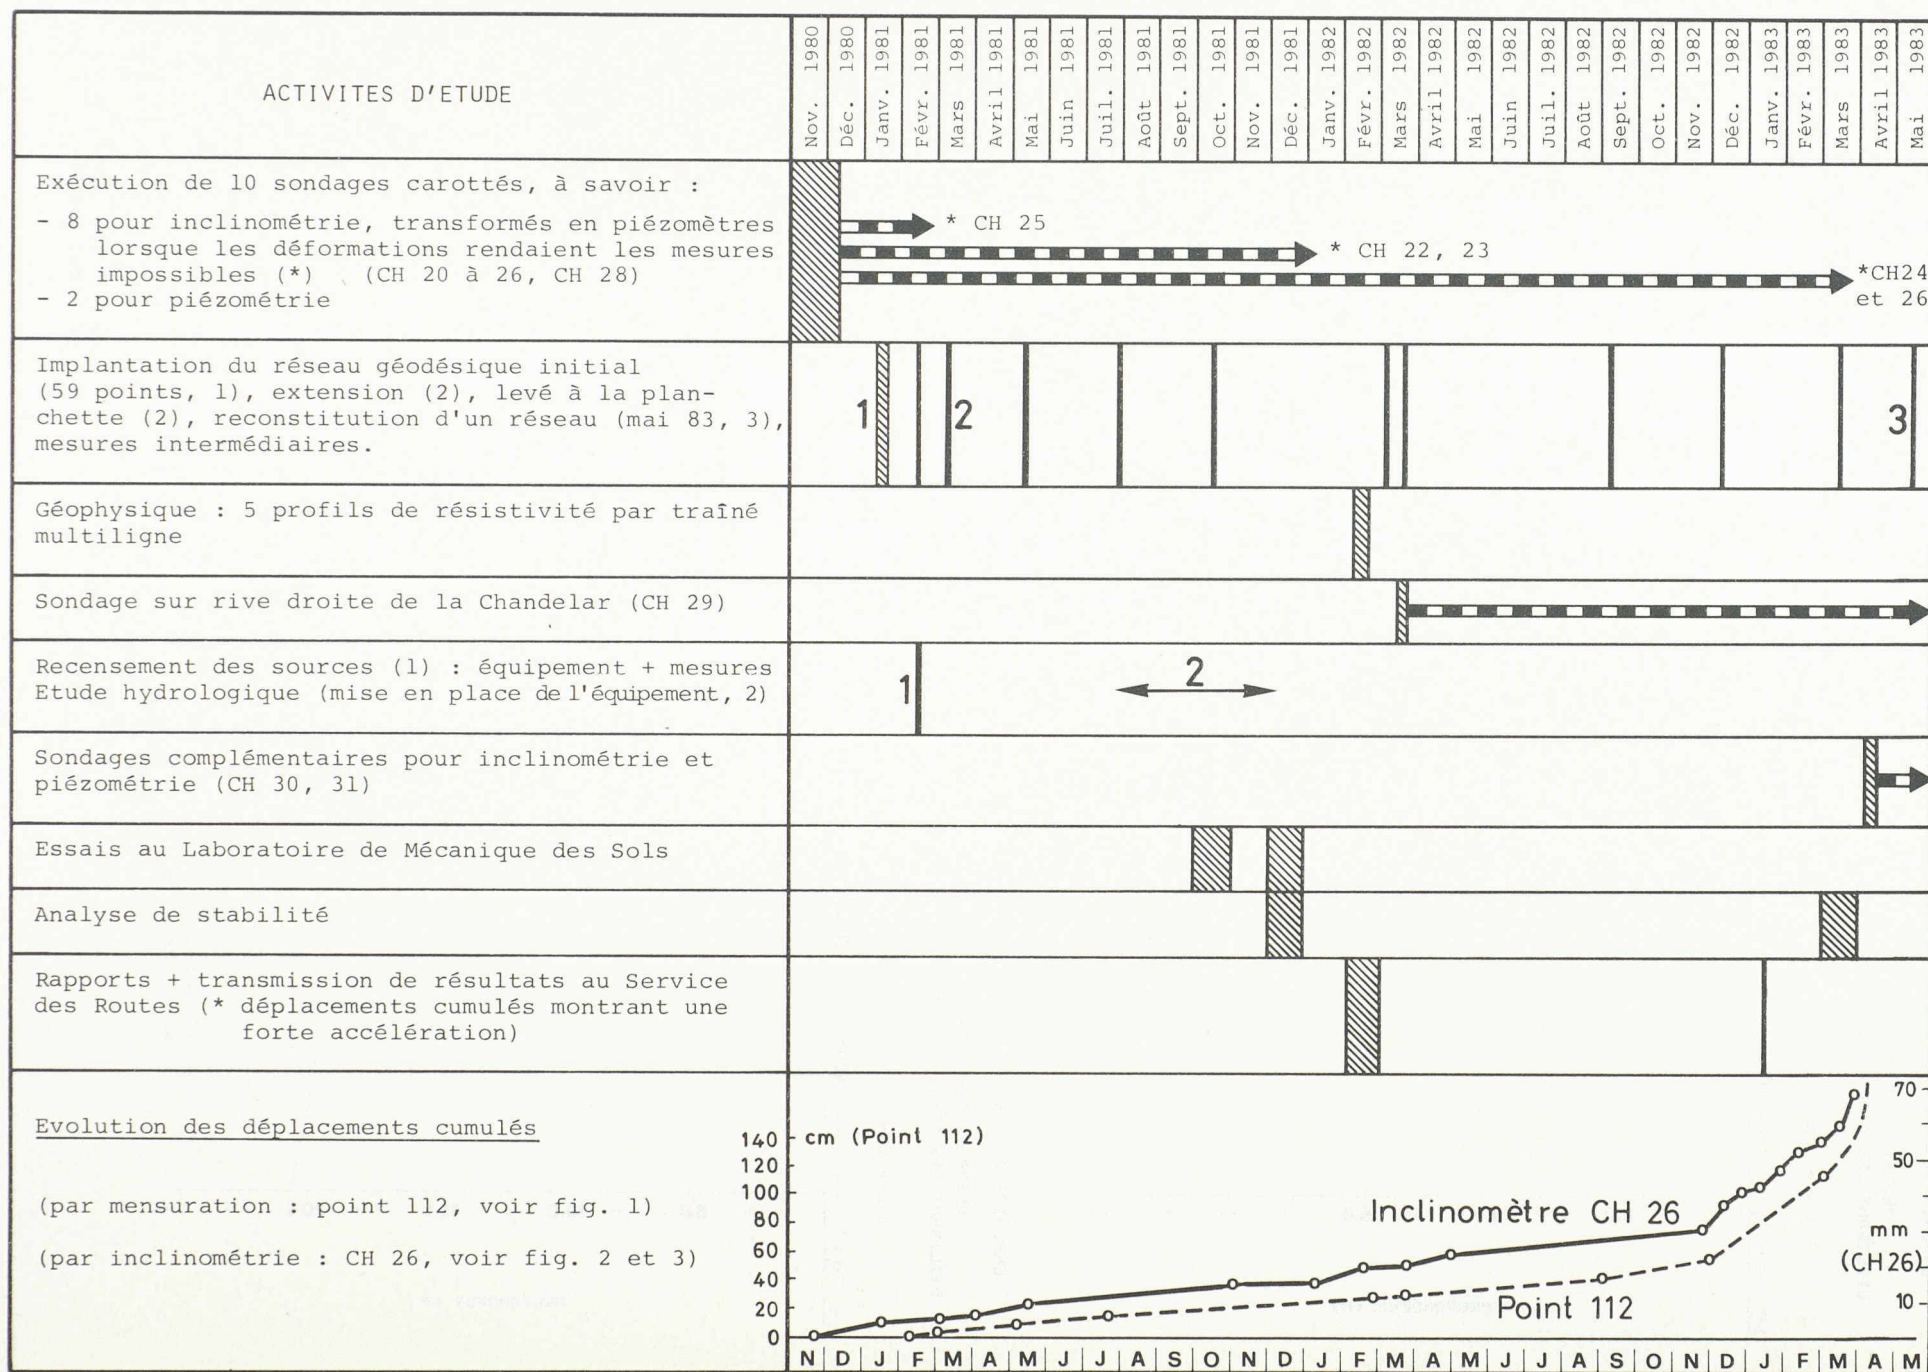 ACTIVITES D'ETUDE
Nov. 1980
Déc. 1980
Janv. 1981
Févr. 1981
Mars 1981
Avril 1981
Mai 1981
Juin 1981
Juil. 1981
Août 1981
Sept. 1981
Oct. 1981
Nov. 1981
Déc. 1981
Janv. 1982
Févr. 1982
Mars 1982
Avril 1982
Mai 1982
Juin 1982
Juil. 1982
Août 1982
Sept. 1982
Oct. 1982
Nov. 1982
Déc. 1982
Janv. 1983
Févr. 1983
Mars 1983
Avril 1983
Mai 1983
Exécution de 10 sondages carottés, à savoir :
- 8 pour inclinométrie, transformés en piézomètres
lorsque les déformations rendaient les mesures
impossibles (*) (CH 20 à 26, CH 28)
- 2 pour piézométrie
* CH 25
* CH 22, 23
*CH24
et 26
Implantation du réseau géodésique initial
(59 points, 1), extension (2), levé à la plan-
chette (2), reconstitution d'un réseau (mai 83, 3),
mesures intermédiaires.
1
2
3
Géophysique : 5 profils de résistivité par traîné
multiligne
Sondage sur rive droite de la Chandelar (CH 29)
Recensement des sources (1) : équipement + mesures
Etude hydrologique (mise en place de l'équipement, 2)
1
2
Sondages complémentaires pour inclinométrie et
piézométrie (CH 30, 31)
Essais au Laboratoire de Mécanique des Sols
Analyse de stabilité
Rapports + transmission de résultats au Service
des Routes (* déplacements cumulés montrant une
forte accélération)
Evolution des déplacements cumulés
(par mensuration : point 112, voir fig. 1)
(par inclinométrie : CH 26, voir fig. 2 et 3)
140
120
100
80
60
40
20
0
cm (Point 112)
Inclinomètre CH 26
Point 112
70
50
mm
(CH26)
10
N D J F M A M J J A S O N D J F M A M J J A S O N D J F M A M